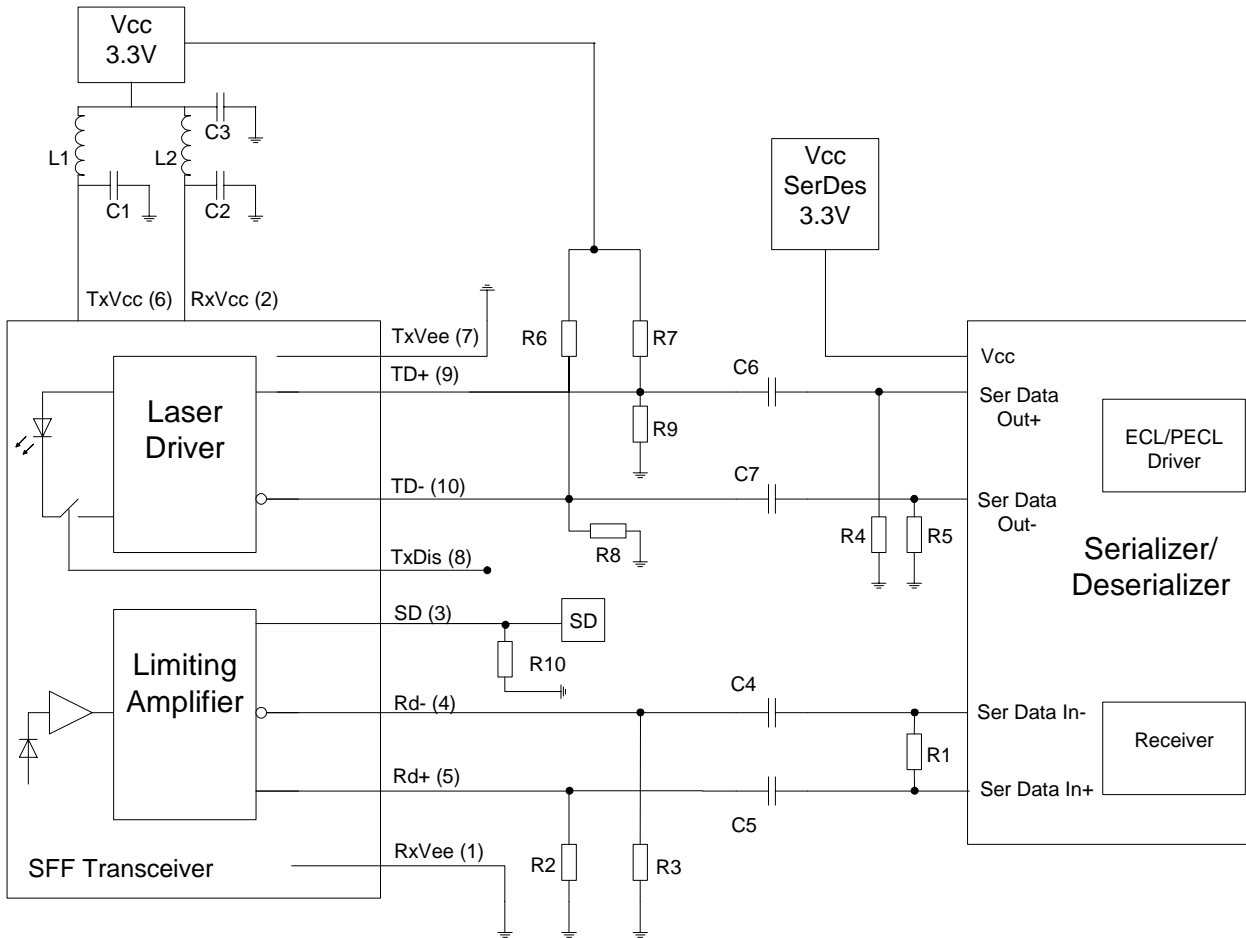 Vcc
3.3V
C3
L1
L2
C1
C2
Vcc
SerDes
3.3V
TxVcc (6)
RxVcc (2)
TxVee (7)
R6
R7
Vcc
TD+ (9)
C6
Ser Data
Out+
Laser
Driver
R9
ECL/PECL
Driver
TD- (10)
C7
Ser Data
Out-
R8
R4
R5
Serializer/
Deserializer
TxDis (8)
SD (3)
SD
R10
Limiting
Amplifier
Rd- (4)
C4
Ser Data In-
R1
Receiver
Rd+ (5)
C5
Ser Data In+
SFF Transceiver
RxVee (1)
R2
R3